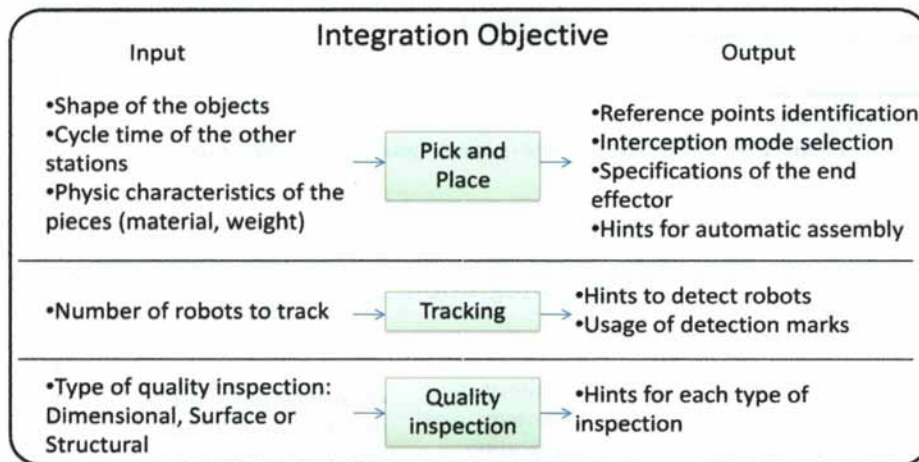 Integration Objective
Input
Output
•Shape of the objects
•Cycle time of the other
stations
•Physic characteristics of the
pieces (material, weight)
Pick and
Place
•Reference points identification
•Interception mode selection
•Specifications of the end
effector
•Hints for automatic assembly
•Number of robots to track
Tracking
•Hints to detect robots
•Usage of detection marks
•Type of quality inspection:
Dimensional, Surface or
Structural
Quality
inspection
•Hints for each type of
inspection